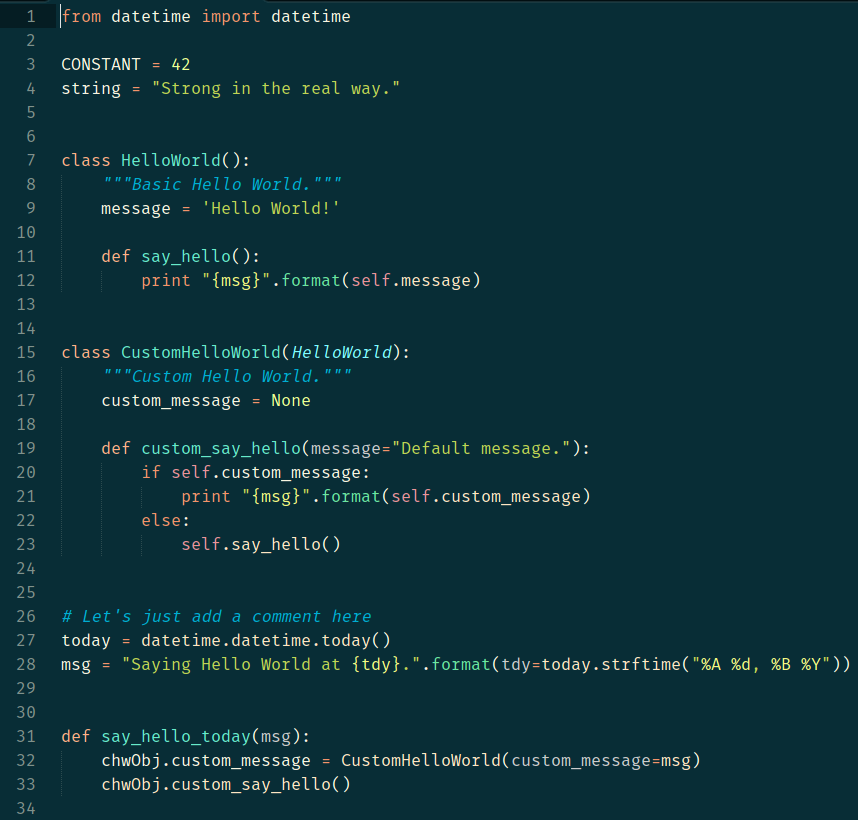 1 from datetime import datetime
2
3 CONSTANT = 42
4 string = "Strong in the real way."
5
6
7 class HelloWorld():
8     """Basic Hello World."""
9     message = 'Hello World!'
10
11     def say_hello():
12         print "{msg}".format(self.message)
13
14
15 class CustomHelloWorld(HelloWorld):
16     """Custom Hello World."""
17     custom_message = None
18
19     def custom_say_hello(message="Default message."):
20         if self.custom_message:
21             print "{msg}".format(self.custom_message)
22         else:
23             self.say_hello()
24
25
26 # Let's just add a comment here
27 today = datetime.datetime.today()
28 msg = "Saying Hello World at {tdy}.".format(tdy=today.strftime("%A %d, %B %Y"))
29
30
31 def say_hello_today(msg):
32     chwObj.custom_message = CustomHelloWorld(custom_message=msg)
33     chwObj.custom_say_hello()
34